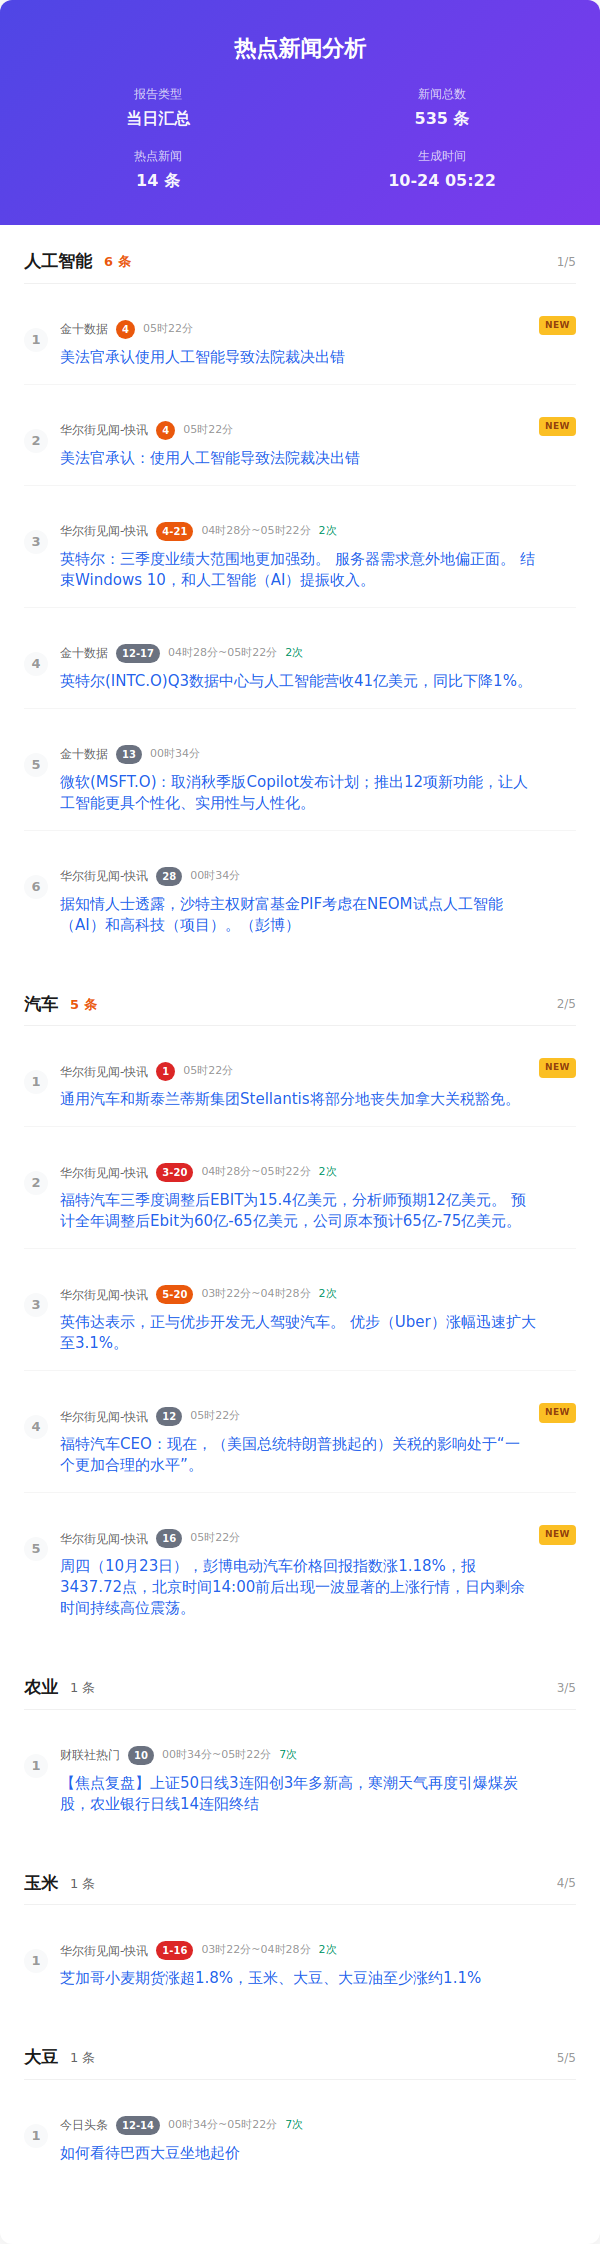 热点新闻分析
报告类型
当日汇总
新闻总数
535 条
热点新闻
14 条
生成时间
10-24 05:22
人工智能 6 条 1/5
1 金十数据 4 05时22分 NEW
美法官承认使用人工智能导致法院裁决出错
2 华尔街见闻-快讯 4 05时22分 NEW
美法官承认：使用人工智能导致法院裁决出错
3 华尔街见闻-快讯 4-21 04时28分~05时22分 2次
英特尔：三季度业绩大范围地更加强劲。 服务器需求意外地偏正面。 结
束Windows 10，和人工智能（AI）提振收入。
4 金十数据 12-17 04时28分~05时22分 2次
英特尔(INTC.O)Q3数据中心与人工智能营收41亿美元，同比下降1%。
5 金十数据 13 00时34分
微软(MSFT.O)：取消秋季版Copilot发布计划；推出12项新功能，让人
工智能更具个性化、实用性与人性化。
6 华尔街见闻-快讯 28 00时34分
据知情人士透露，沙特主权财富基金PIF考虑在NEOM试点人工智能
（AI）和高科技（项目）。（彭博）
汽车 5 条 2/5
1 华尔街见闻-快讯 1 05时22分 NEW
通用汽车和斯泰兰蒂斯集团Stellantis将部分地丧失加拿大关税豁免。
2 华尔街见闻-快讯 3-20 04时28分~05时22分 2次
福特汽车三季度调整后EBIT为15.4亿美元，分析师预期12亿美元。 预
计全年调整后Ebit为60亿-65亿美元，公司原本预计65亿-75亿美元。
3 华尔街见闻-快讯 5-20 03时22分~04时28分 2次
英伟达表示，正与优步开发无人驾驶汽车。 优步（Uber）涨幅迅速扩大
至3.1%。
4 华尔街见闻-快讯 12 05时22分 NEW
福特汽车CEO：现在，（美国总统特朗普挑起的）关税的影响处于“一
个更加合理的水平”。
5 华尔街见闻-快讯 16 05时22分 NEW
周四（10月23日），彭博电动汽车价格回报指数涨1.18%，报
3437.72点，北京时间14:00前后出现一波显著的上涨行情，日内剩余
时间持续高位震荡。
农业 1 条 3/5
1 财联社热门 10 00时34分~05时22分 7次
【焦点复盘】上证50日线3连阳创3年多新高，寒潮天气再度引爆煤炭
股，农业银行日线14连阳终结
玉米 1 条 4/5
1 华尔街见闻-快讯 1-16 03时22分~04时28分 2次
芝加哥小麦期货涨超1.8%，玉米、大豆、大豆油至少涨约1.1%
大豆 1 条 5/5
1 今日头条 12-14 00时34分~05时22分 7次
如何看待巴西大豆坐地起价